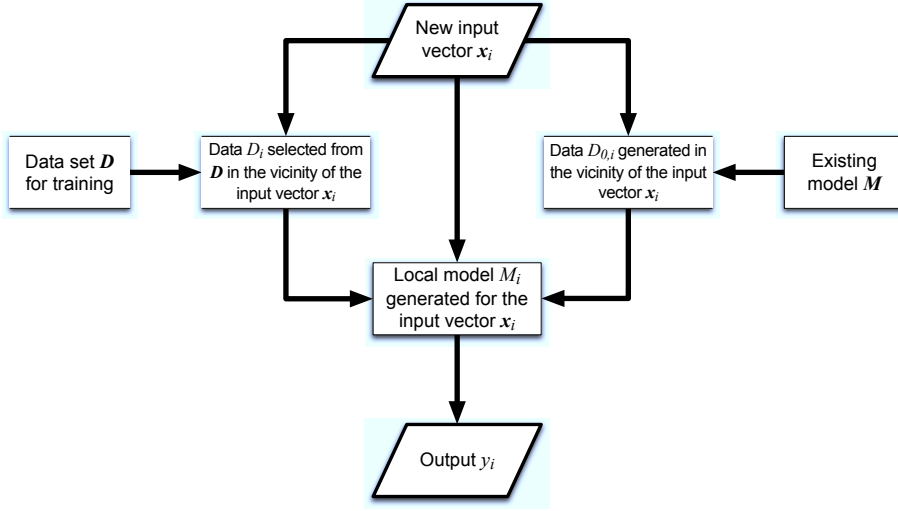 New input
vector xi
Data set D
for training
Data Di selected from
D in the vicinity of the
input vector xi
Data D0,i generated in
the vicinity of the input
vector xi
Existing
model M
Local model Mi
generated for the
input vector xi
Output yi